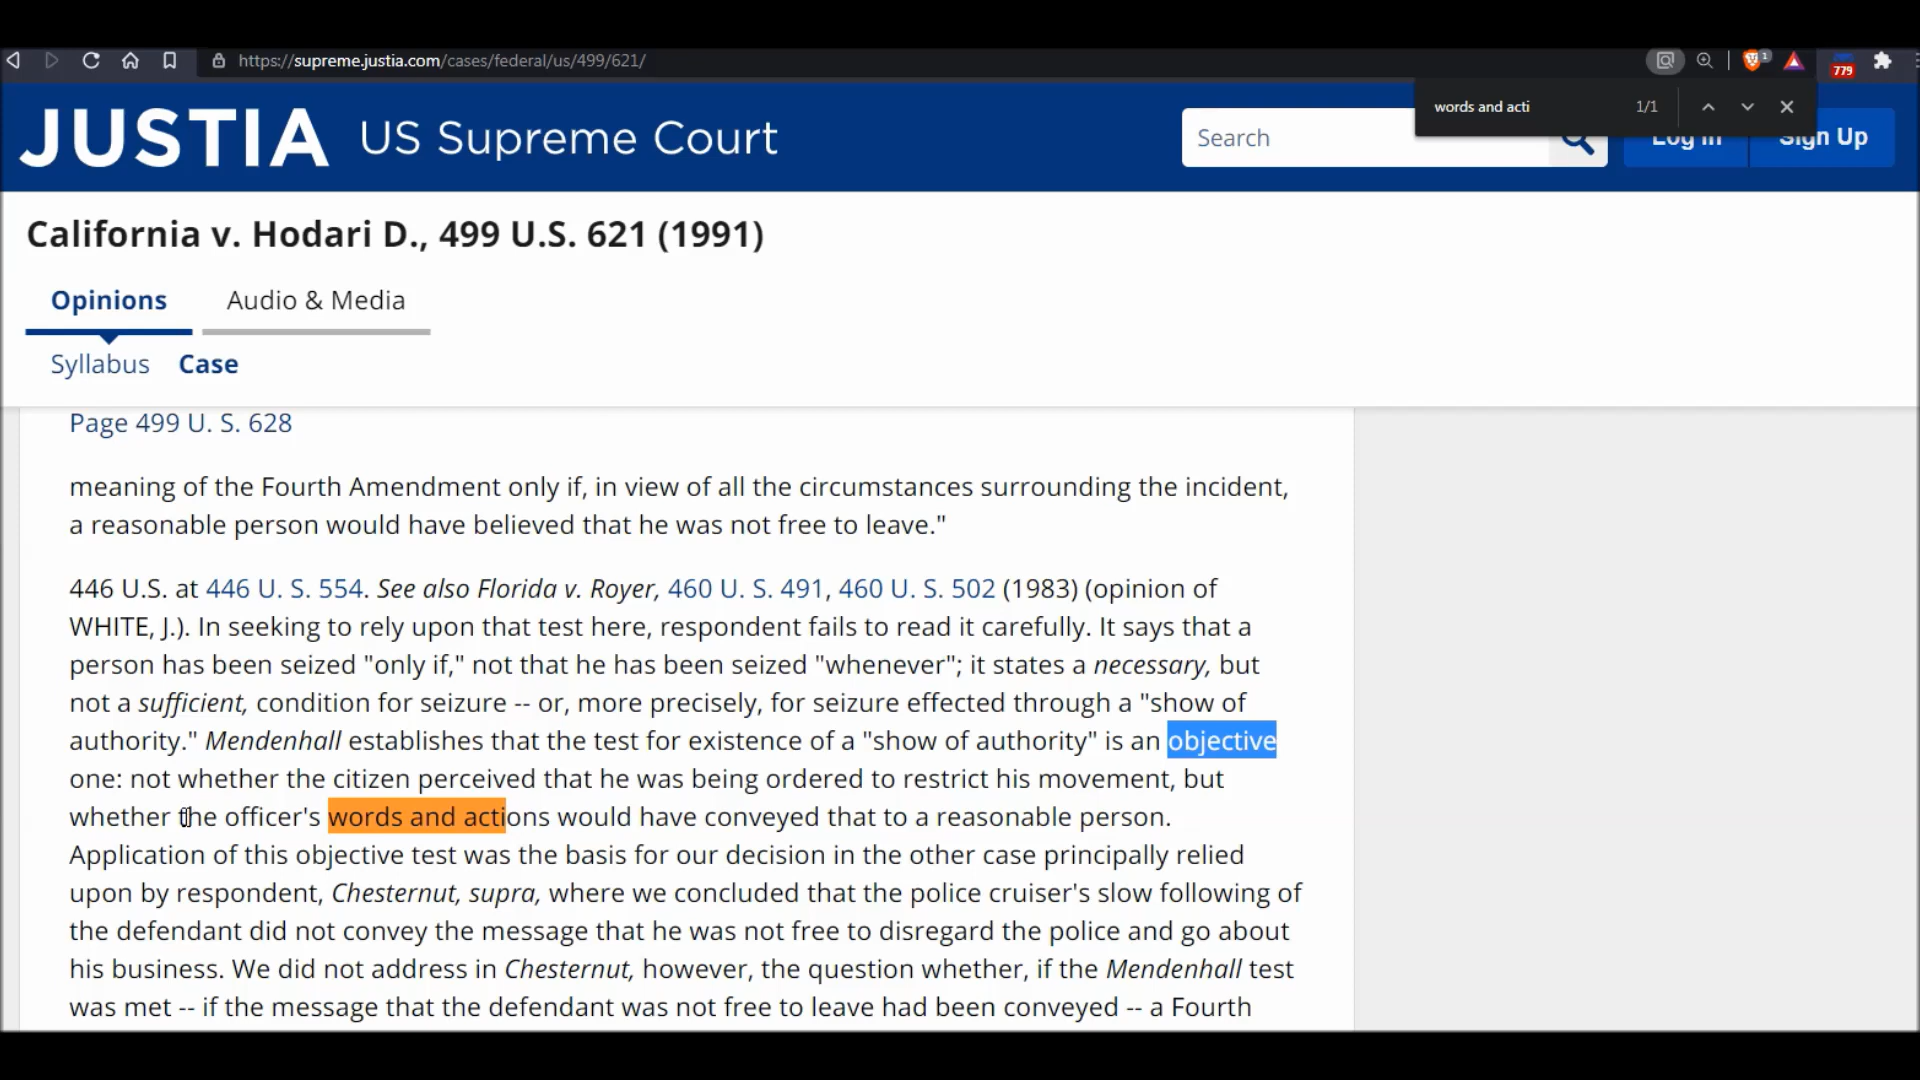 https://supreme.justia.com/cases/federal/us/499/621/
1
779
words and acti 1/1
JUSTIA US Supreme Court
Search
Log In
Sign Up
California v. Hodari D., 499 U.S. 621 (1991)
Opinions Audio & Media
Syllabus Case
Page 499 U. S. 628
meaning of the Fourth Amendment only if, in view of all the circumstances surrounding the incident,
a reasonable person would have believed that he was not free to leave."
446 U.S. at 446 U. S. 554. See also Florida v. Royer, 460 U. S. 491, 460 U. S. 502 (1983) (opinion of
WHITE, J.). In seeking to rely upon that test here, respondent fails to read it carefully. It says that a
person has been seized "only if," not that he has been seized "whenever"; it states a necessary, but
not a sufficient, condition for seizure -- or, more precisely, for seizure effected through a "show of
authority." Mendenhall establishes that the test for existence of a "show of authority" is an objective
one: not whether the citizen perceived that he was being ordered to restrict his movement, but
whether the officer's words and actions would have conveyed that to a reasonable person.
Application of this objective test was the basis for our decision in the other case principally relied
upon by respondent, Chesternut, supra, where we concluded that the police cruiser's slow following of
the defendant did not convey the message that he was not free to disregard the police and go about
his business. We did not address in Chesternut, however, the question whether, if the Mendenhall test
was met -- if the message that the defendant was not free to leave had been conveyed -- a Fourth